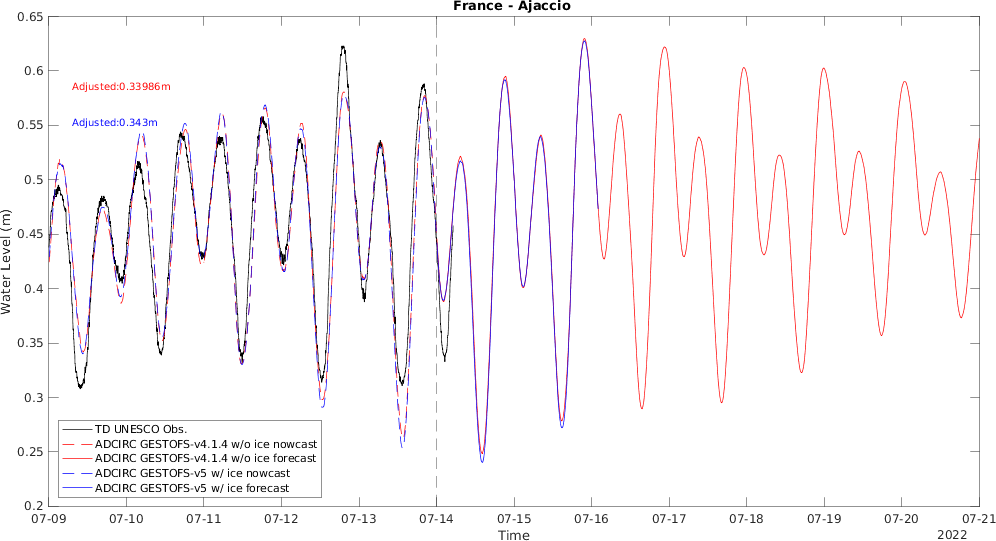 France - Ajaccio
Water Level (m)
0.65
0.6
0.55
0.5
0.45
0.4
0.35
0.3
0.25
0.2
Adjusted:0.33986m
Adjusted:0.343m
TD UNESCO Obs.
ADCIRC GESTOFS-v4.1.4 w/o ice nowcast
ADCIRC GESTOFS-v4.1.4 w/o ice forecast
ADCIRC GESTOFS-v5 w/ ice nowcast
ADCIRC GESTOFS-v5 w/ ice forecast
07-09 07-10 07-11 07-12 07-13 07-14 07-15 07-16 07-17 07-18 07-19 07-20 07-21
Time
2022